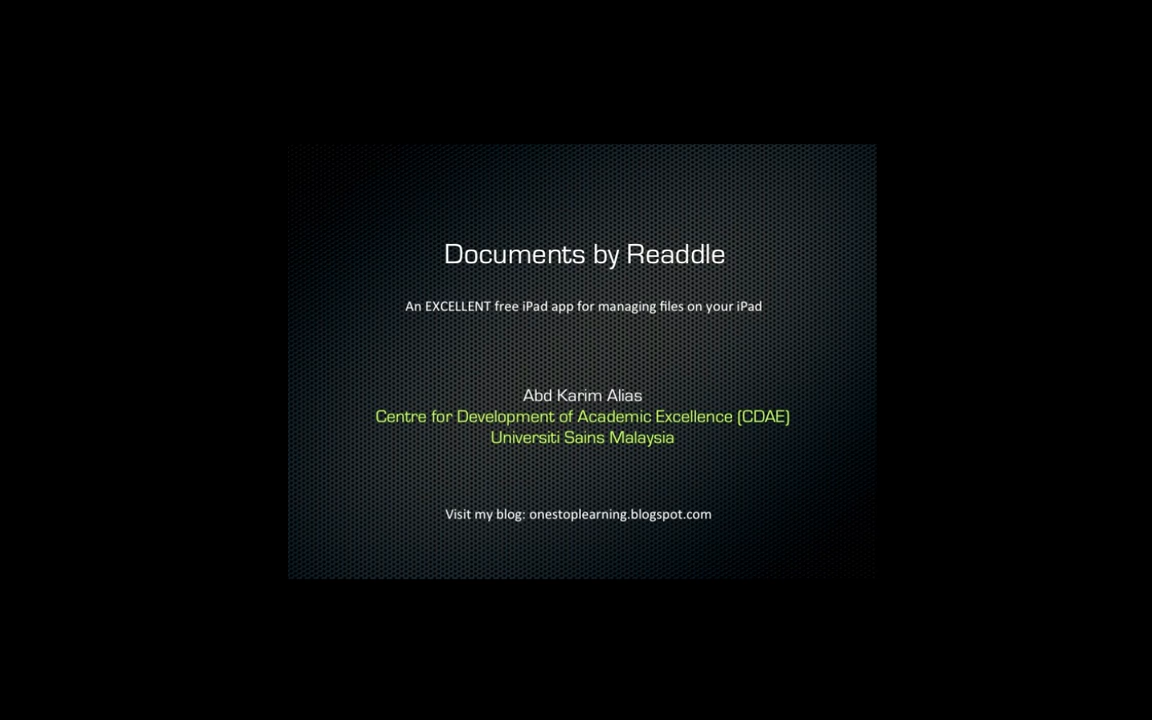 Documents by Readdle
An EXCELLENT free iPad app for managing files on your iPad
Abd Karim Alias
Centre for Development of Academic Excellence (CDAE)
Universiti Sains Malaysia
Visit my blog: onestoplearning.blogspot.com